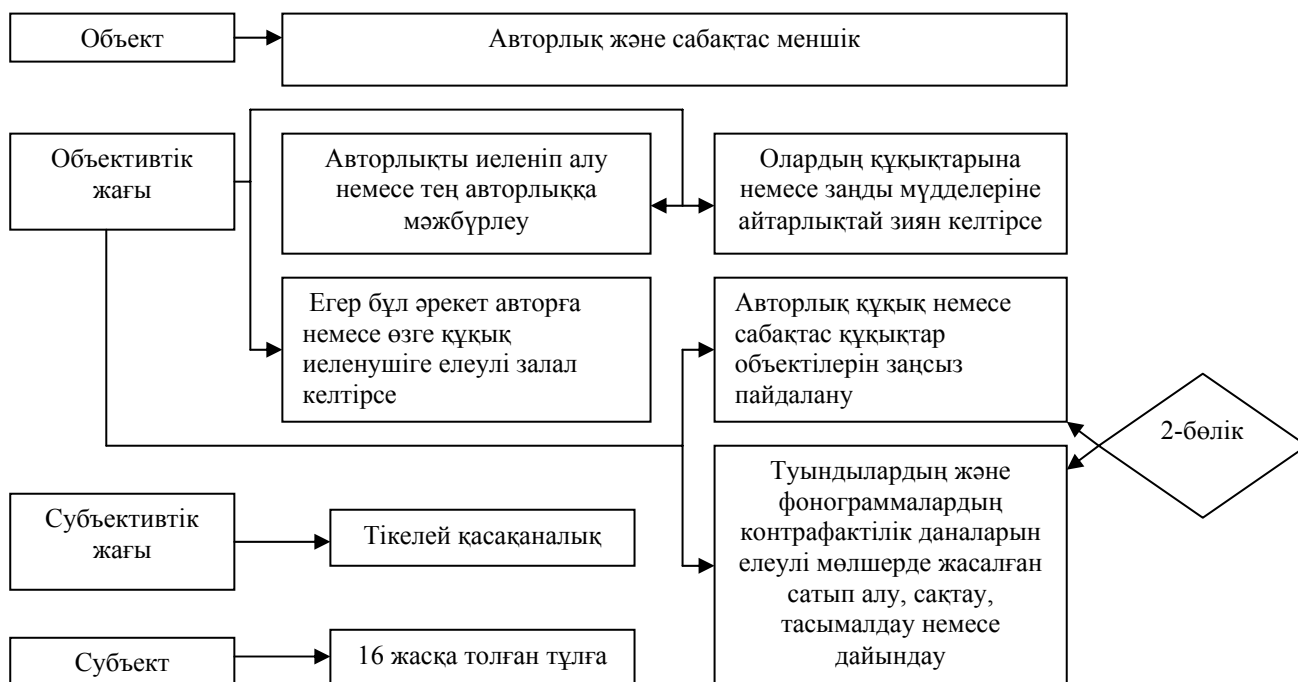 Объект
Авторлық және сабақтас меншік
Объективтік
жағы
Авторлықты иеленіп алу
немесе тең авторлыққа
мәжбүрлеу
Олардың құқықтарына
немесе заңды мүдделеріне
айтарлықтай зиян келтірсе
Егер бұл әрекет авторға
немесе өзге құқық
иеленушіге елеулі залал
келтірсе
Авторлық құқық немесе
сабақтас құқықтар
объектілерін заңсыз
пайдалану
2-бөлік
Туындылардың және
фонограммалардың
контрафактілік даналарын
елеулі мөлшерде жасалған
сатып алу, сақтау,
тасымалдау немесе
дайындау
Субъективтік
жағы
Тікелей қасақаналық
Субъект
16 жасқа толған тұлға